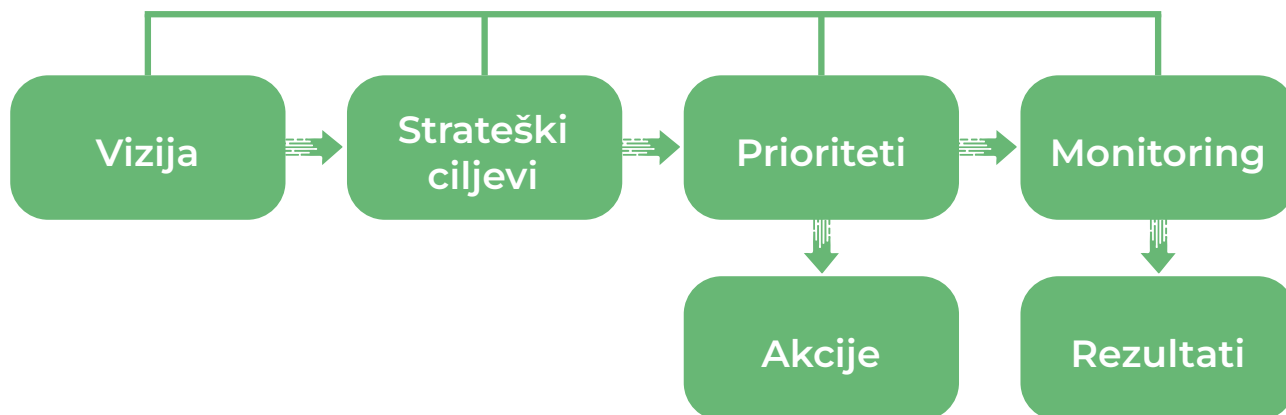 Vizija
Strateški
ciljevi
Prioriteti
Monitoring
Akcije
Rezultati